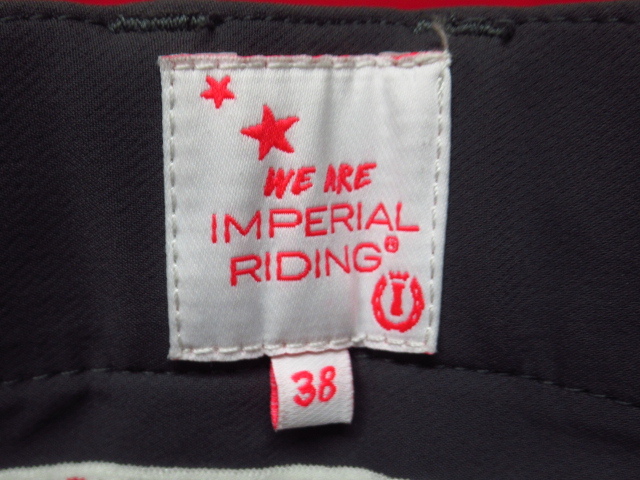 WE ARE
IMPERIAL
RIDING®
I
38